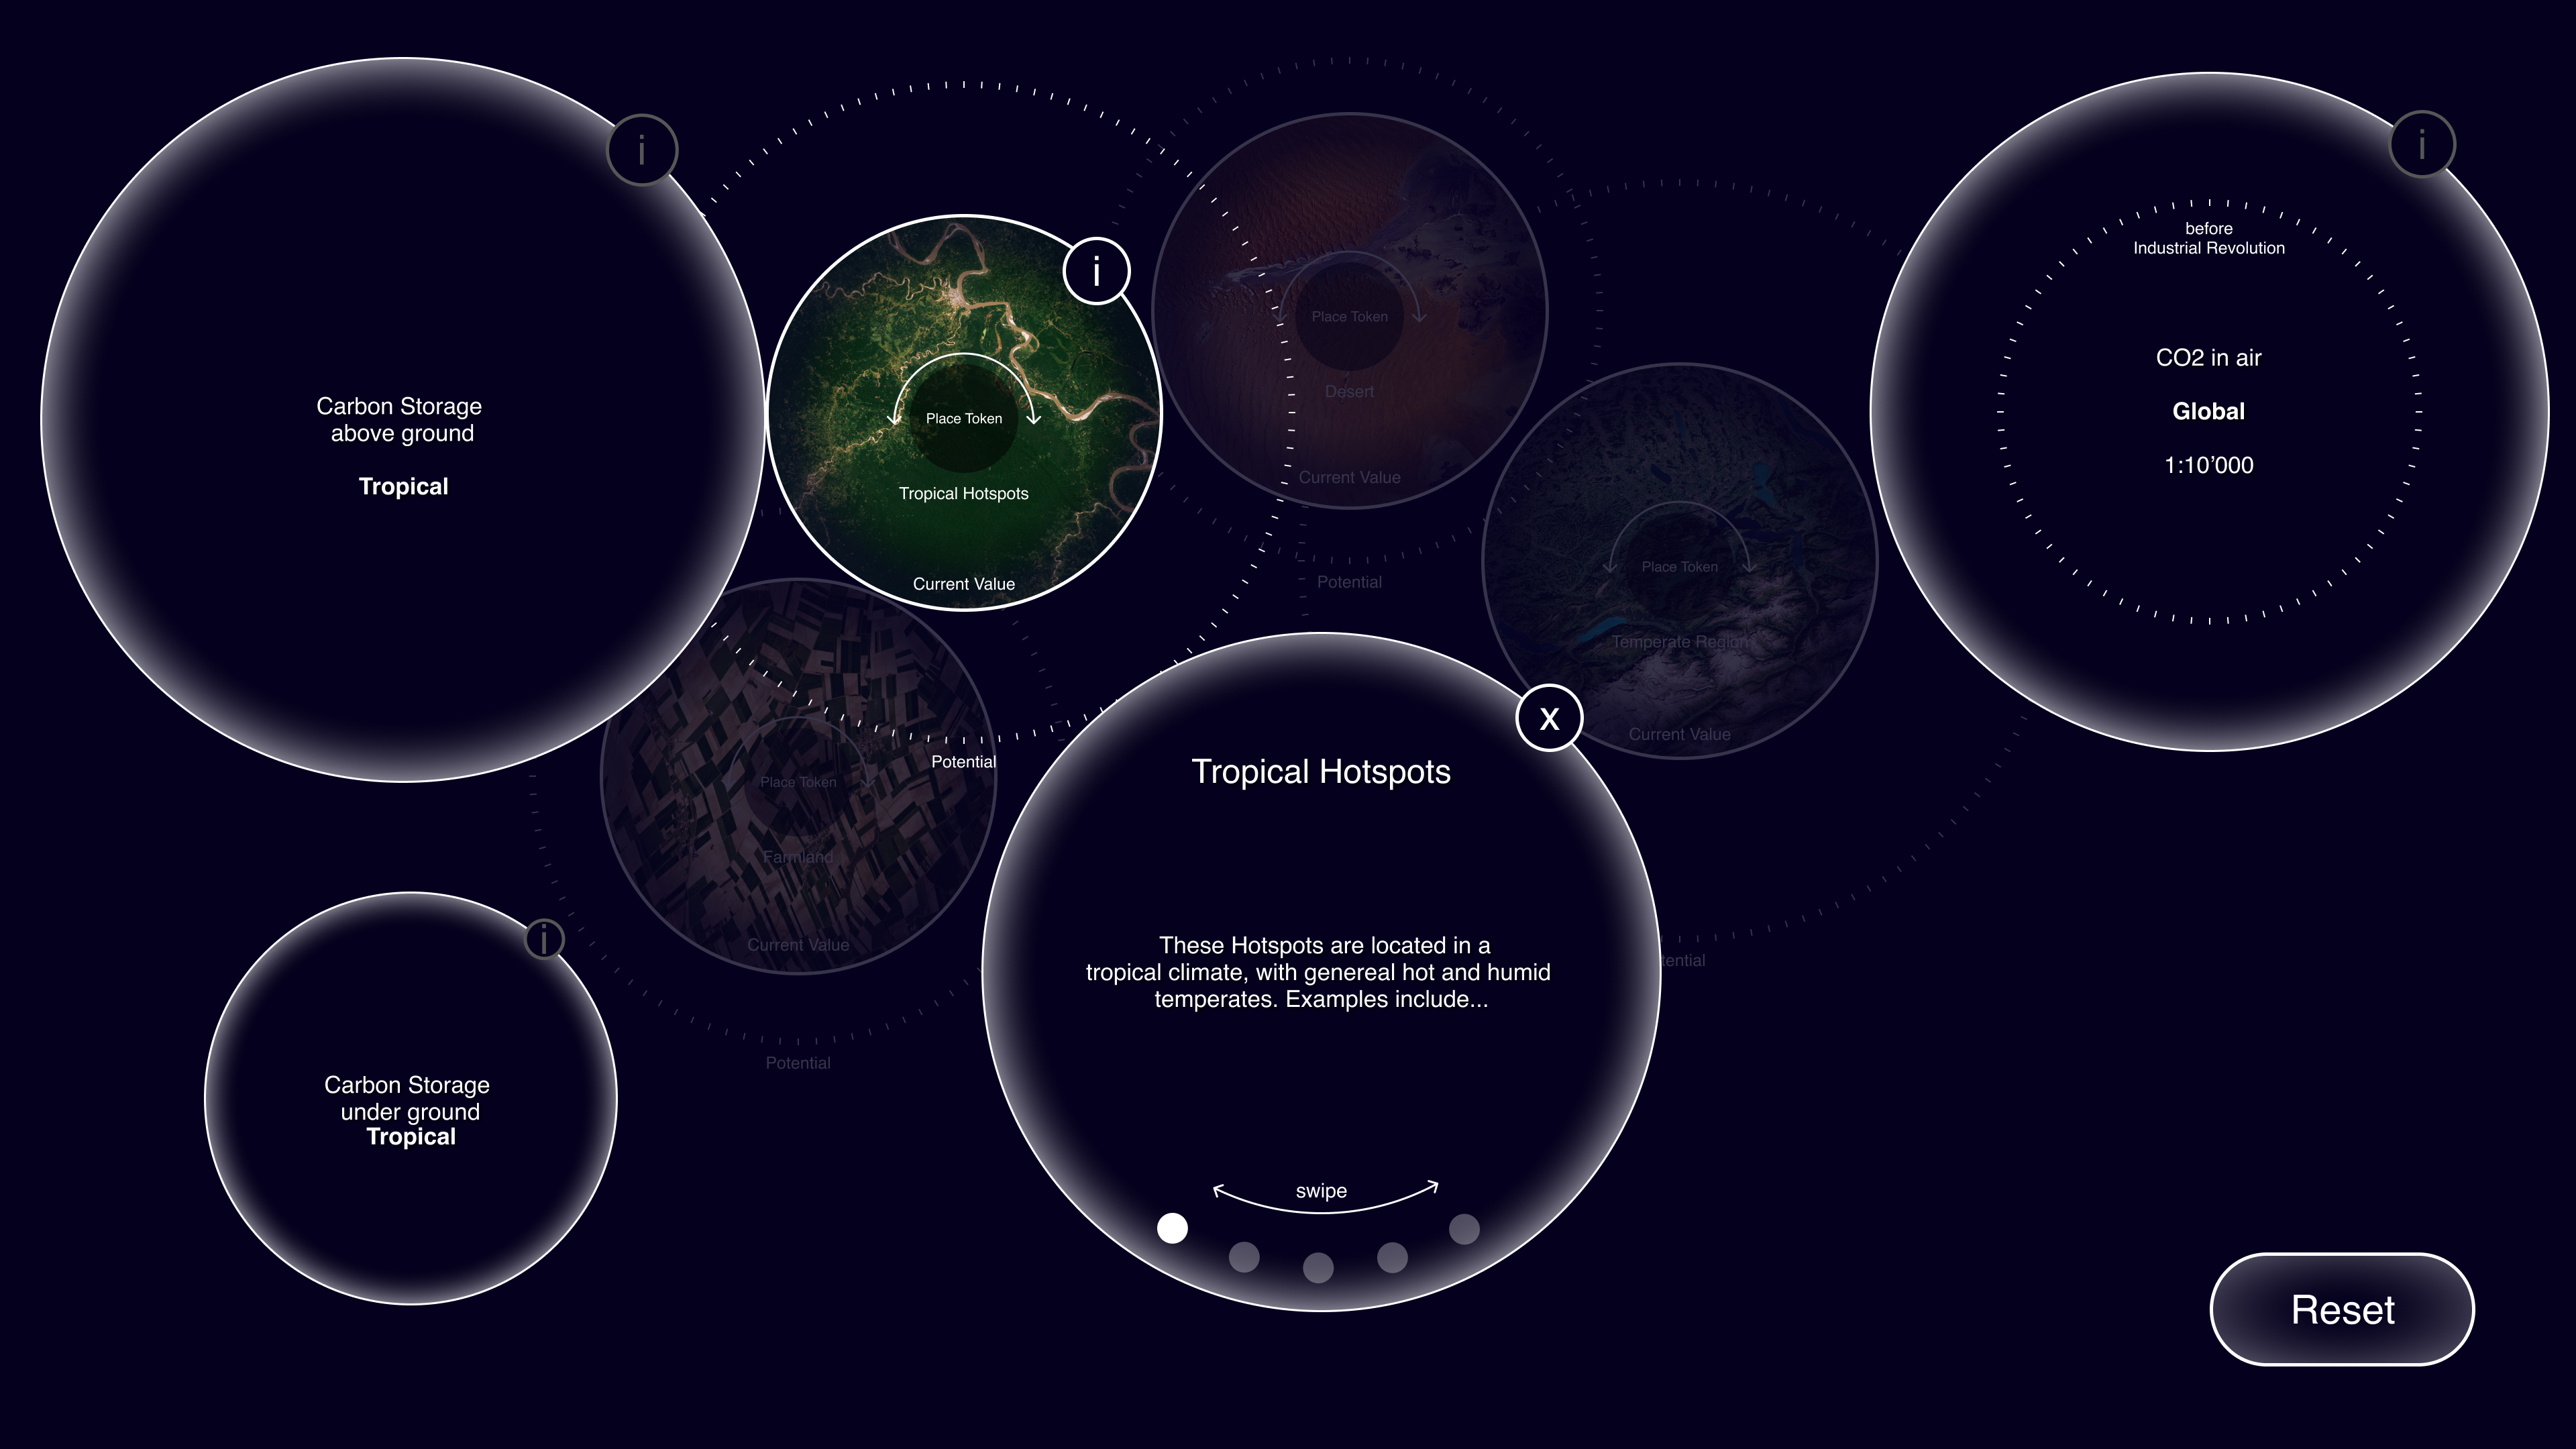 i
Carbon Storage
above ground
Tropical
i
Place Token
Tropical Hotspots
Current Value
Potential
Place Token
Desert
Current Value
Potential
Place Token
Temperate Region
Current Value
tential
i
before
Industrial Revolution
CO2 in air
Global
1:10’000
Place Token
Farmland
Current Value
Potential
i
Carbon Storage
under ground
Tropical
x
Tropical Hotspots
These Hotspots are located in a
tropical climate, with genereal hot and humid
temperates. Examples include...
swipe
Reset